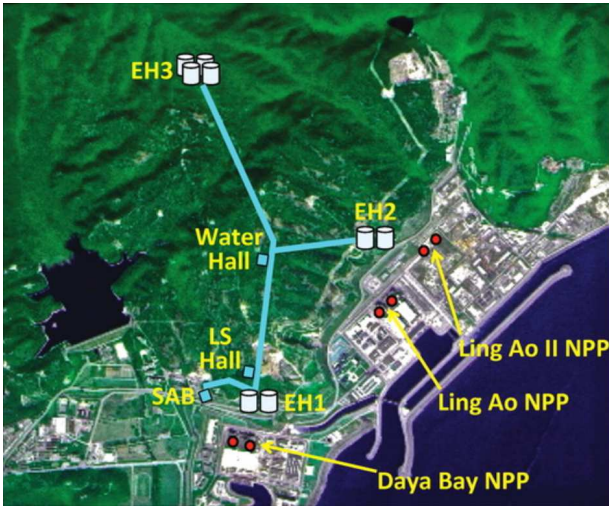 EH3
EH2
Water
Hall
LS
Hall
Ling Ao II NPP
SAB
EH1
Ling Ao NPP
Daya Bay NPP